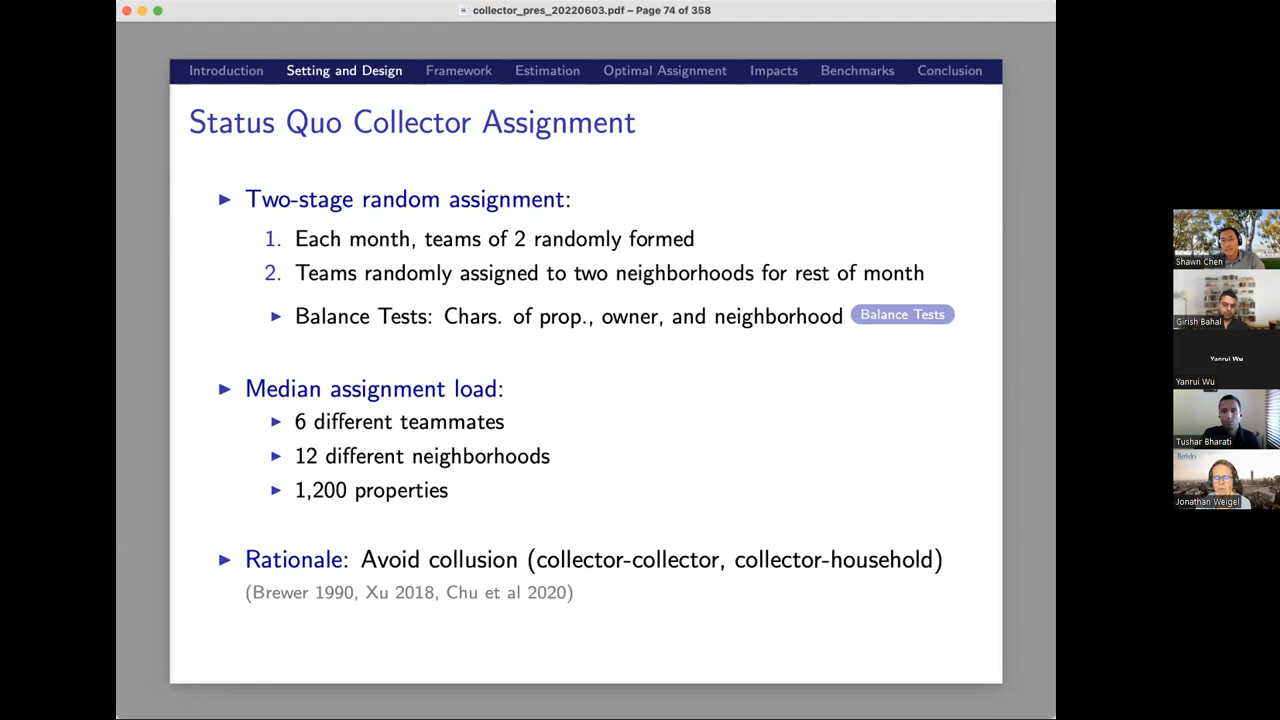 collector_pres_20220603.pdf – Page 74 of 358
Introduction Setting and Design Framework Estimation Optimal Assignment Impacts Benchmarks Conclusion
Status Quo Collector Assignment
Two-stage random assignment:
1. Each month, teams of 2 randomly formed
2. Teams randomly assigned to two neighborhoods for rest of month
Balance Tests: Chars. of prop., owner, and neighborhood Balance Tests
Median assignment load:
6 different teammates
12 different neighborhoods
1,200 properties
Rationale: Avoid collusion (collector-collector, collector-household)
(Brewer 1990, Xu 2018, Chu et al 2020)
Shawn Chen
Girish Bahal
Yanrui Wu
Yanrui Wu
Tushar Bharati
Berkeley
Jonathan Weigel